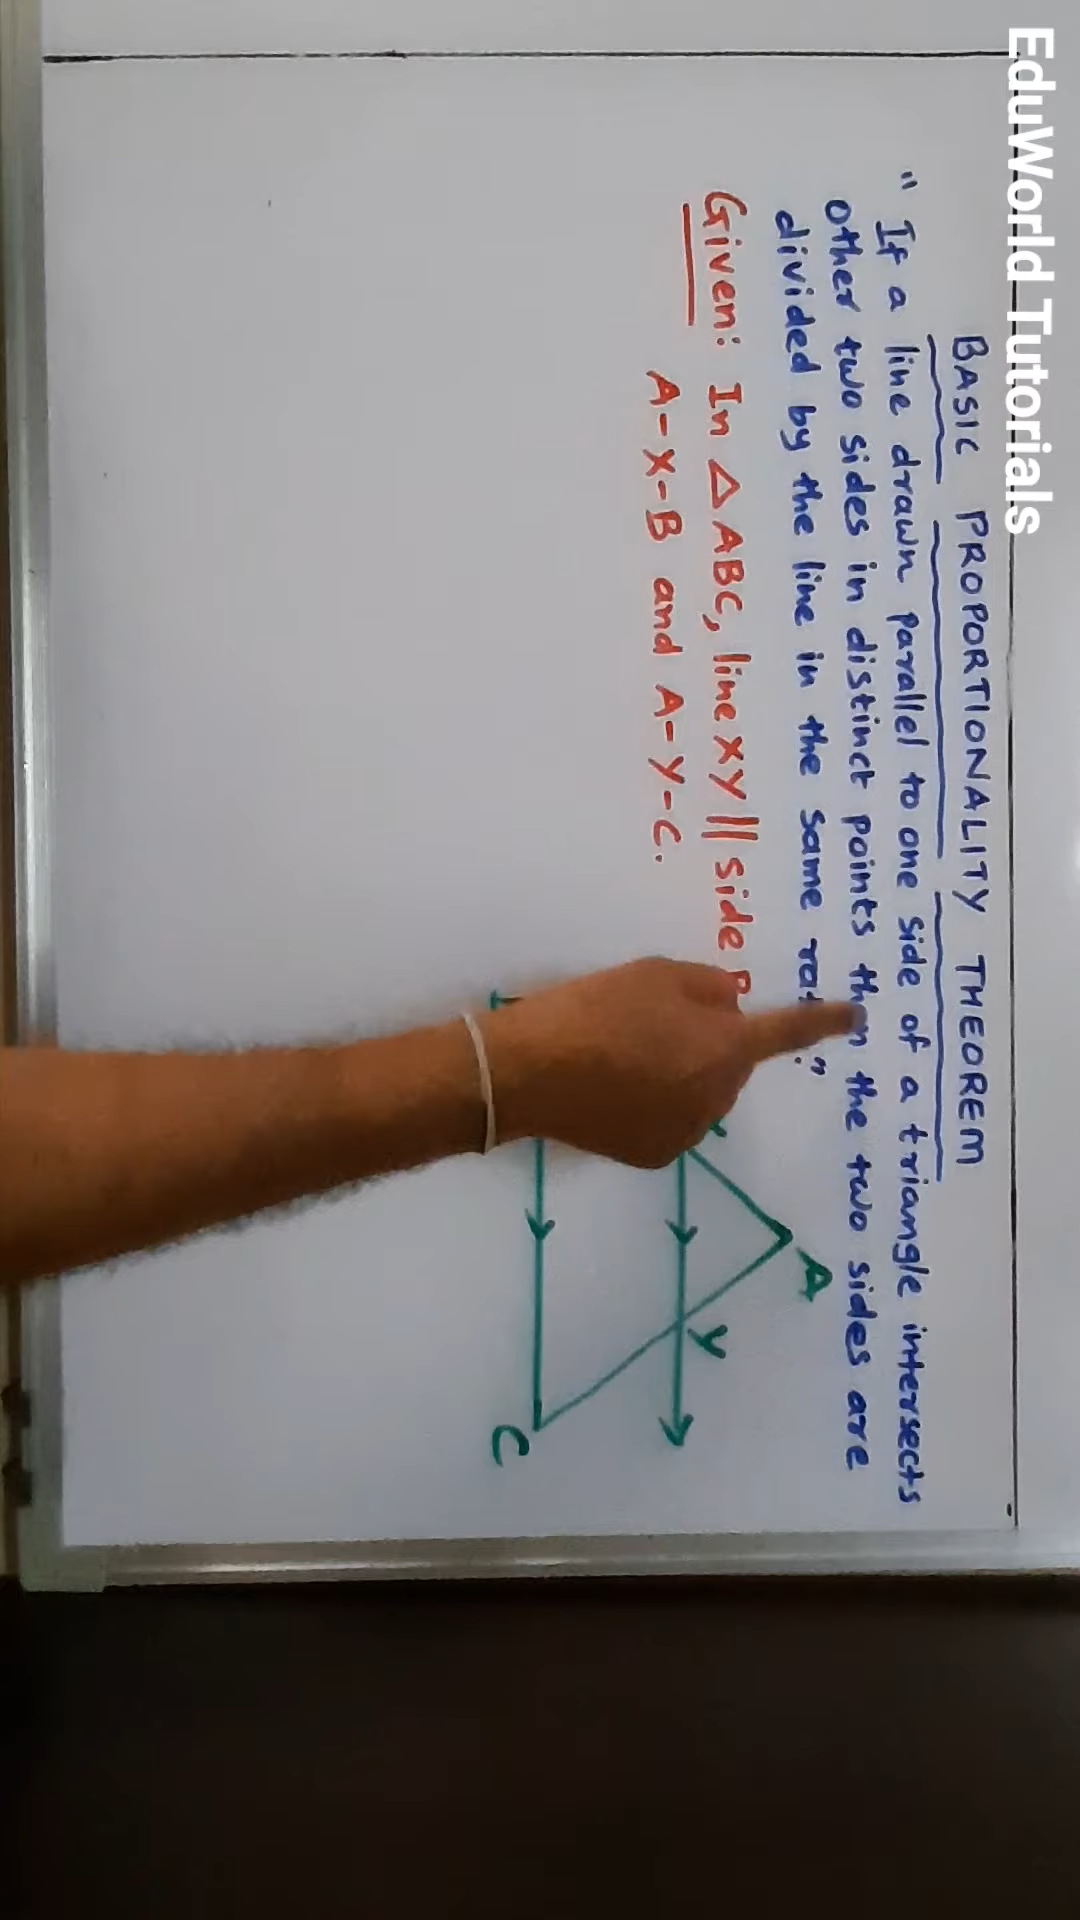 EduWorld Tutorials
BASIC PROPORTIONALITY THEOREM
" If a line drawn parallel to one side of a triangle intersects
other two sides in distinct points then the two sides are
divided by the line in the same "
Given: In △ ABC, line XY || side
A-X-B and A-Y-C.
A
Y
C